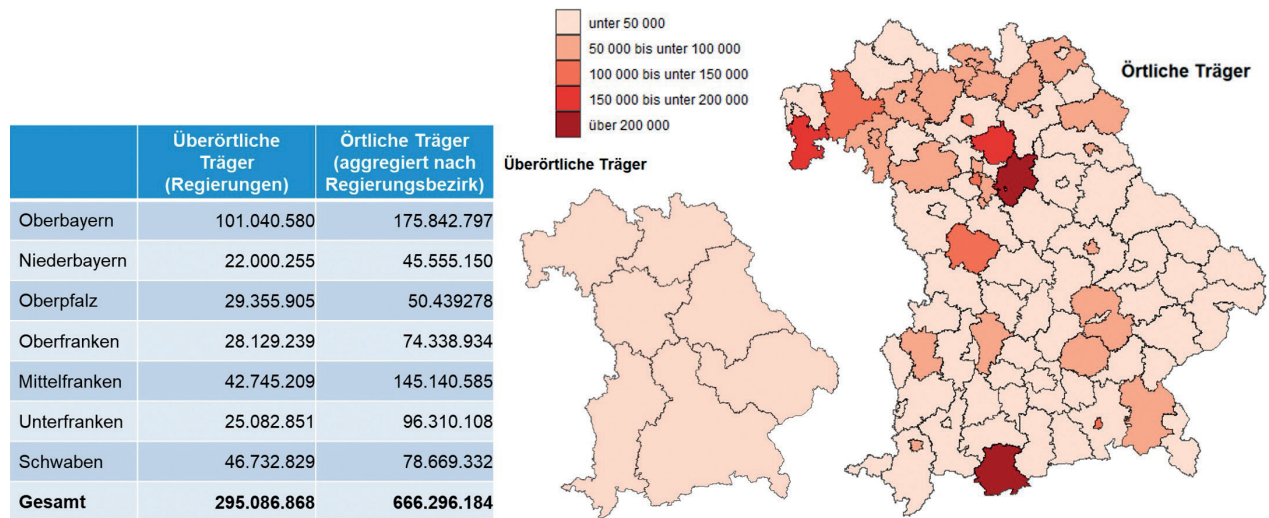 unter 50 000
50 000 bis unter 100 000
100 000 bis unter 150 000
150 000 bis unter 200 000
über 200 000
Örtliche Träger
Überörtliche Träger
Überörtliche
Träger
(Regierungen)
Örtliche Träger
(aggregiert nach
Regierungsbezirk)
Oberbayern 101.040.580 175.842.797
Niederbayern 22.000.255 45.555.150
Oberpfalz 29.355.905 50.439278
Oberfranken 28.129.239 74.338.934
Mittelfranken 42.745.209 145.140.585
Unterfranken 25.082.851 96.310.108
Schwaben 46.732.829 78.669.332
Gesamt 295.086.868 666.296.184